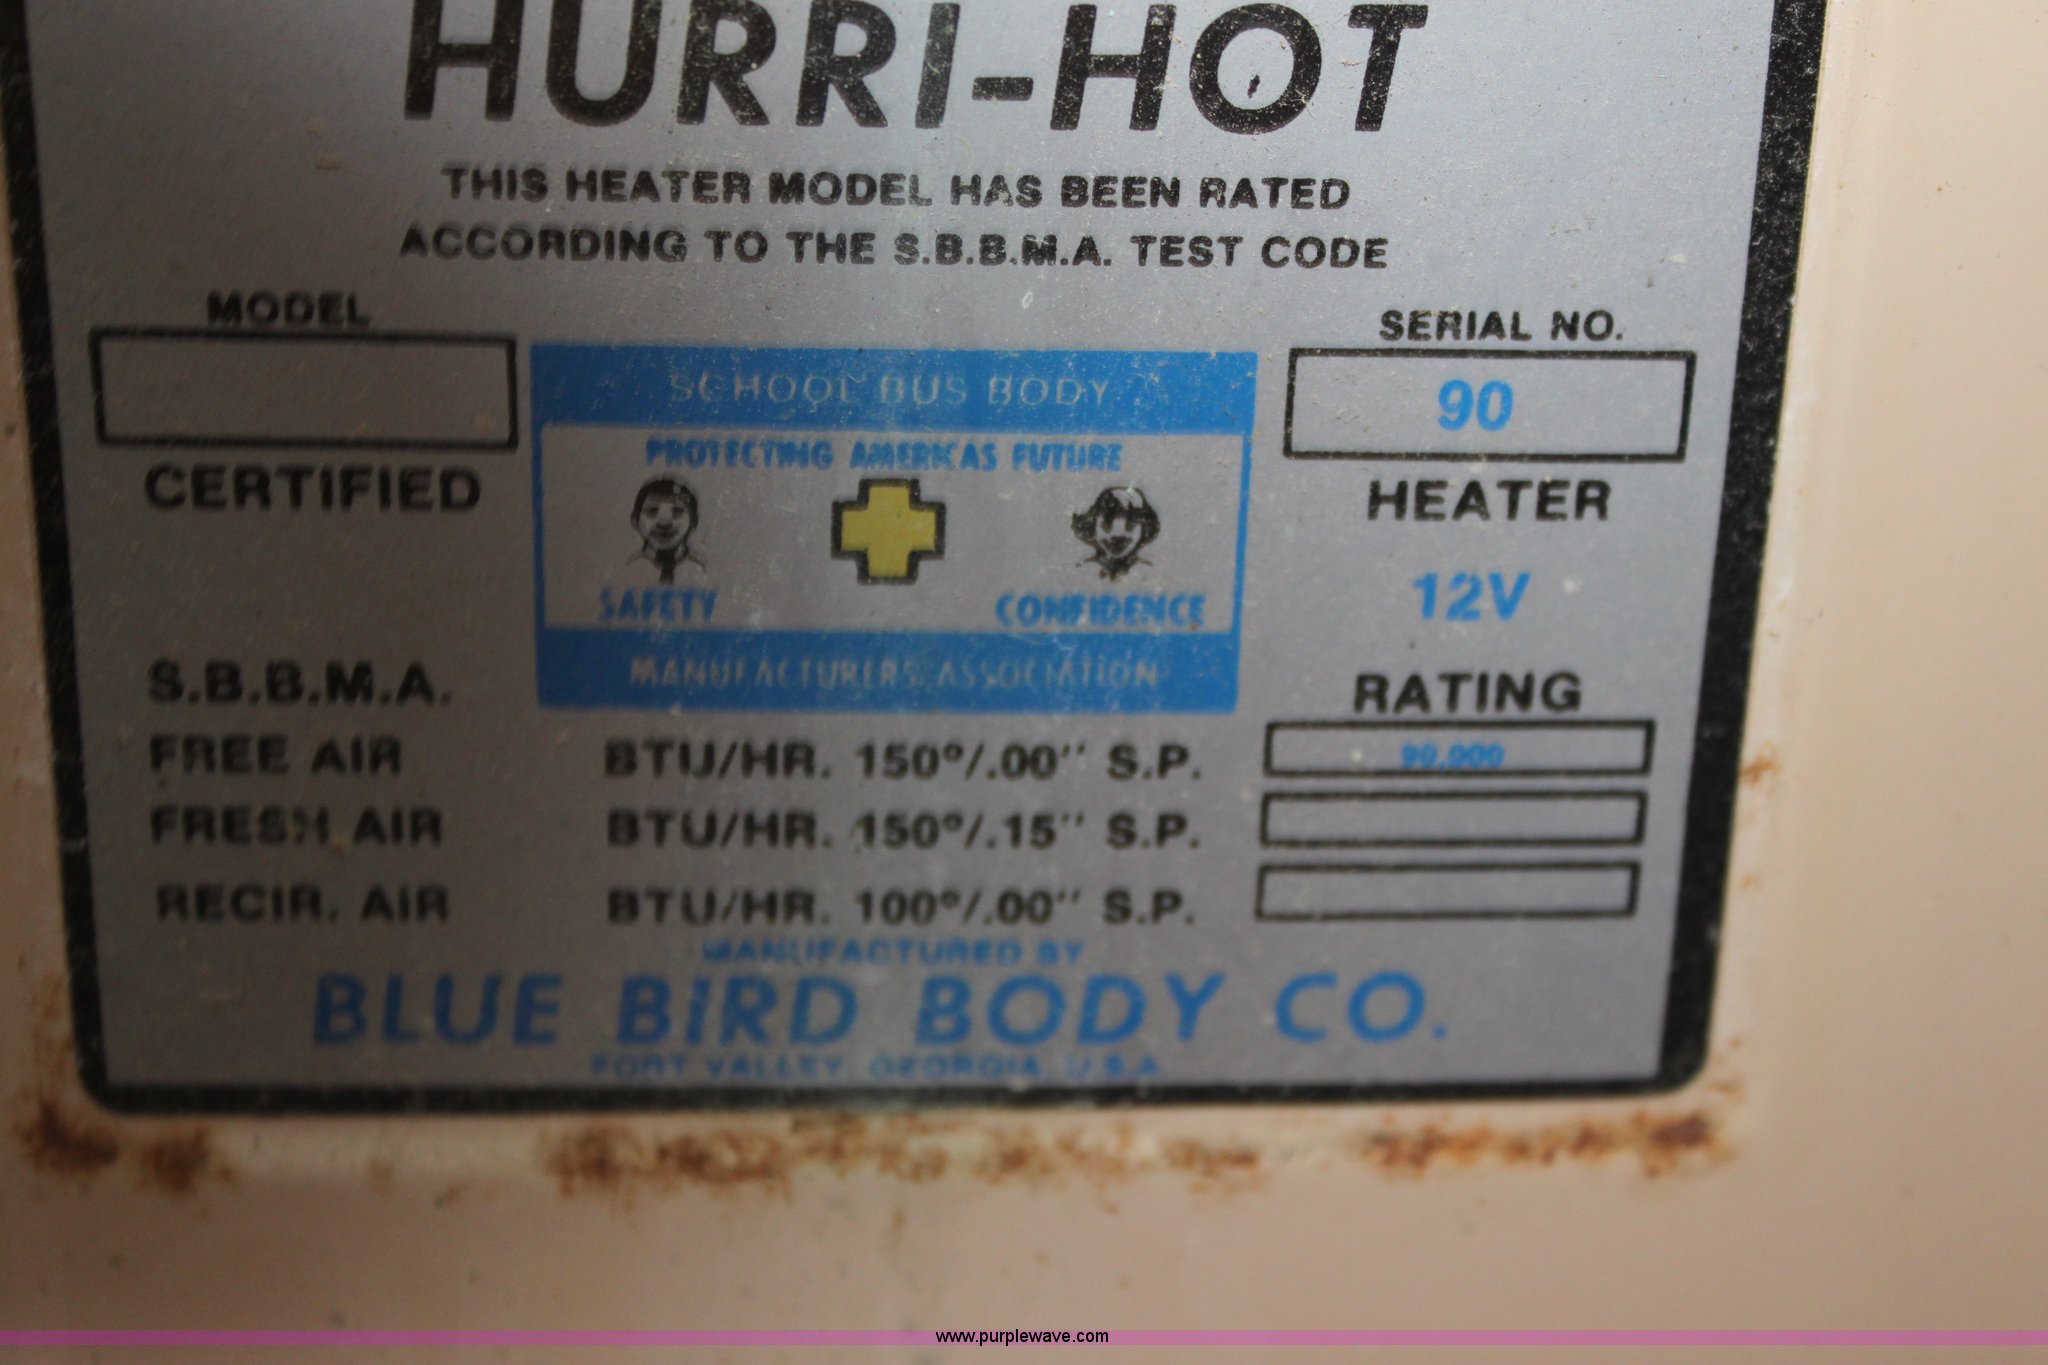 HURRI-HOT
THIS HEATER MODEL HAS BEEN RATED
ACCORDING TO THE S.B.B.M.A. TEST CODE
MODEL
SERIAL NO.
90
SCHOOL BUS BODY
PROTECTING AMERICAS FUTURE
SAFETY CONFIDENCE
MANUFACTURERS ASSOCIATION
CERTIFIED
HEATER
12V
S.B.B.M.A.
RATING
FREE AIR BTU/HR. 150°/.00" S.P. 90,000
FRESH AIR BTU/HR. 150°/.15" S.P.
RECIR. AIR BTU/HR. 100°/.00" S.P.
MANUFACTURED BY
BLUE BIRD BODY CO.
FORT VALLEY, GEORGIA, U.S.A.
www.purplewave.com